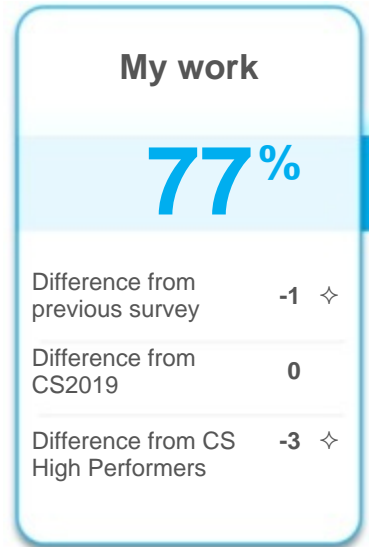 My work
77%
Difference from
previous survey -1 ✧
Difference from
CS2019 0
Difference from CS -3 ✧
High Performers